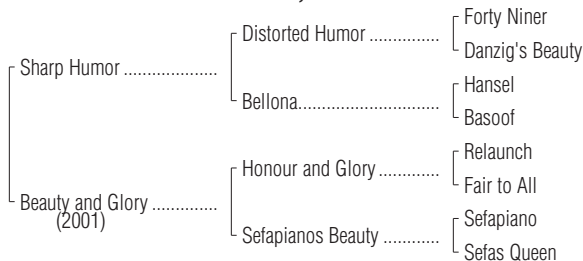 Forty Niner
Distorted Humor ...............
Danzig's Beauty
Sharp Humor ....................
Hansel
Bellona..............................
Basoof
Relaunch
Honour and Glory .............
Fair to All
Beauty and Glory ..............
(2001)
Sefapiano
Sefapianos Beauty ............
Sefas Queen